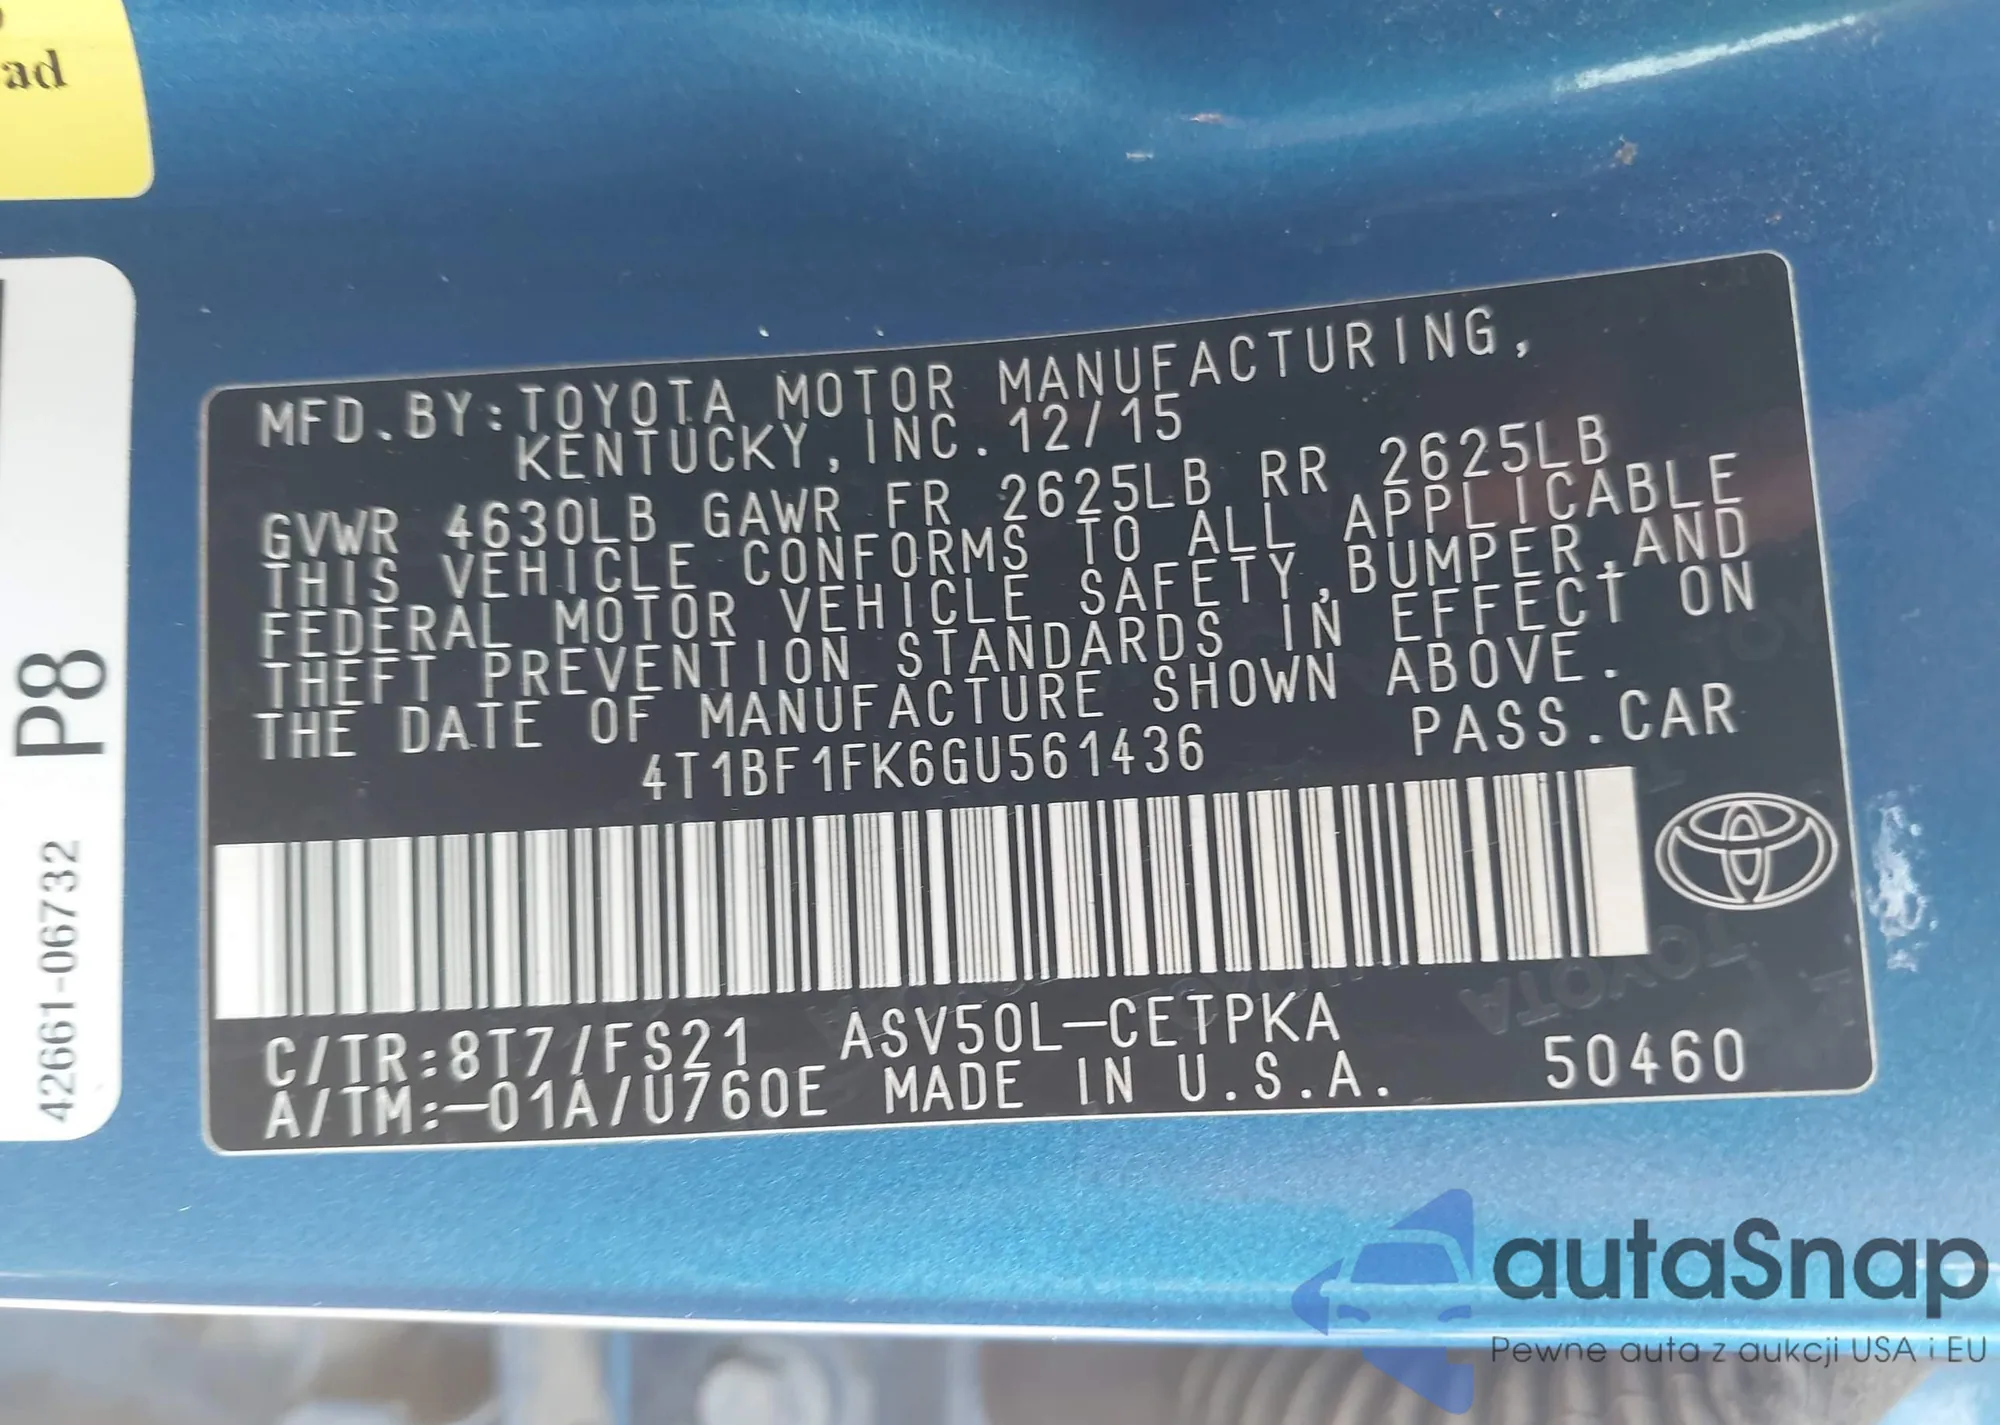 ad
P8
42661-06732
MFD.BY:TOYOTA MOTOR MANUFACTURING,
KENTUCKY,INC.12/15
GVWR 4630LB GAWR FR 2625LB RR 2625LB
THIS VEHICLE CONFORMS TO ALL APPLICABLE
FEDERAL MOTOR VEHICLE SAFETY,BUMPER,AND
THEFT PREVENTION STANDARDS IN EFFECT ON
THE DATE OF MANUFACTURE SHOWN ABOVE.
4T1BF1FK6GU561436 PASS.CAR
C/TR:8T7/FS21 ASV50L-CETPKA
A/TM:-01A/U760E MADE IN U.S.A. 50460
autaSnap
Pewne auta z aukcji USA i EU